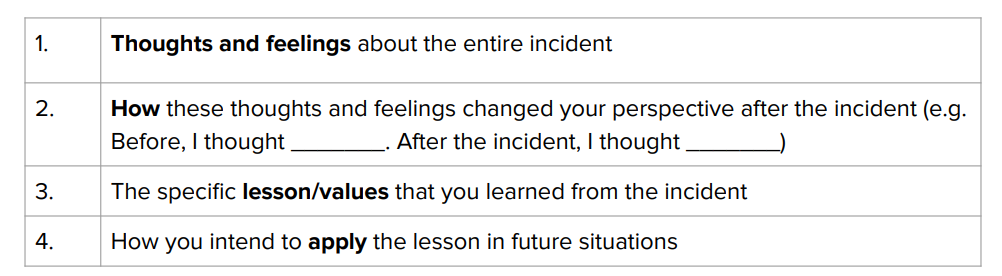 1. Thoughts and feelings about the entire incident
2. How these thoughts and feelings changed your perspective after the incident (e.g.
Before, I thought ________. After the incident, I thought ________)
3. The specific lesson/values that you learned from the incident
4. How you intend to apply the lesson in future situations